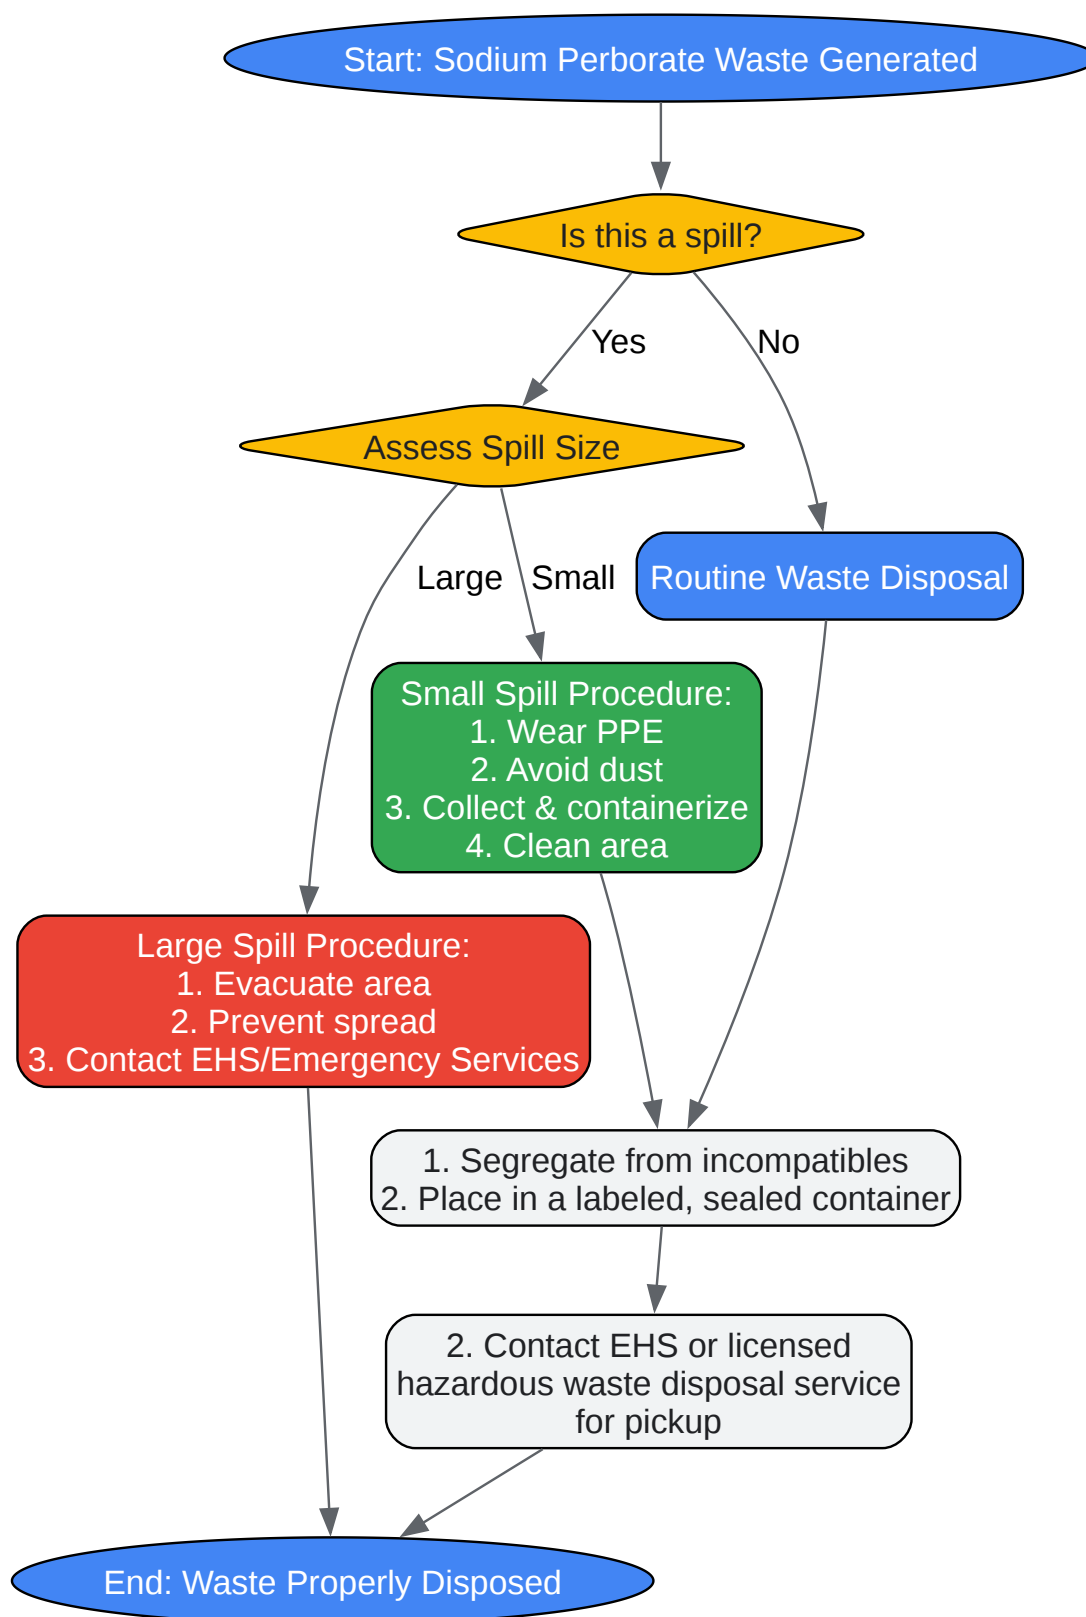 Start: Sodium Perborate Waste Generated
Is this a spill?
Yes
No
Assess Spill Size
Large
Small
Routine Waste Disposal
Small Spill Procedure:
1. Wear PPE
2. Avoid dust
3. Collect & containerize
4. Clean area
Large Spill Procedure:
1. Evacuate area
2. Prevent spread
3. Contact EHS/Emergency Services
1. Segregate from incompatibles
2. Place in a labeled, sealed container
2. Contact EHS or licensed
hazardous waste disposal service
for pickup
End: Waste Properly Disposed